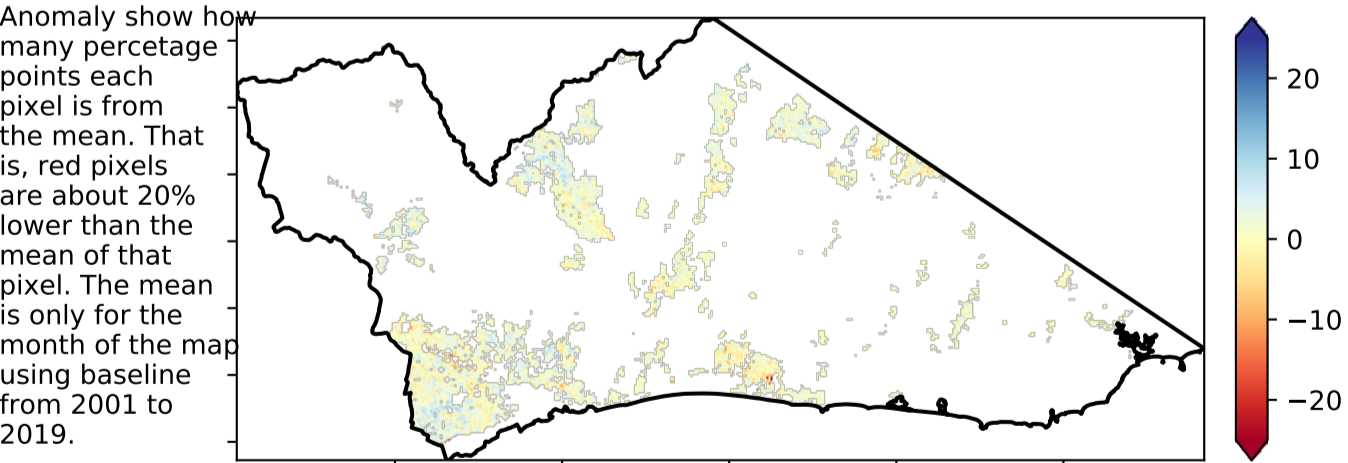 Anomaly show how
many percetage
points each
pixel is from
the mean. That
is, red pixels
are about 20%
lower than the
mean of that
pixel. The mean
is only for the
month of the map
using baseline
from 2001 to
2019.
20
10
0
−10
−20